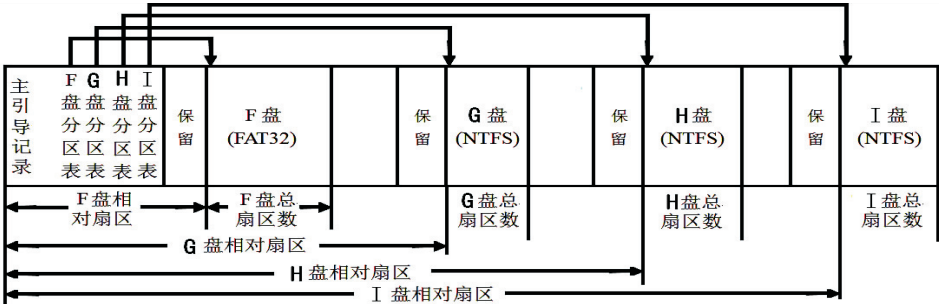 主引导记录
F盘分区表
G盘分区表
H盘分区表
I盘分区表
保留
F盘
(FAT32)
保留
G盘
(NTFS)
保留
H盘
(NTFS)
保留
I盘
(NTFS)
F盘相
对扇区
F盘总
扇区数
G盘总
扇区数
H盘总
扇区数
I盘总
扇区数
G盘相对扇区
H盘相对扇区
I盘相对扇区